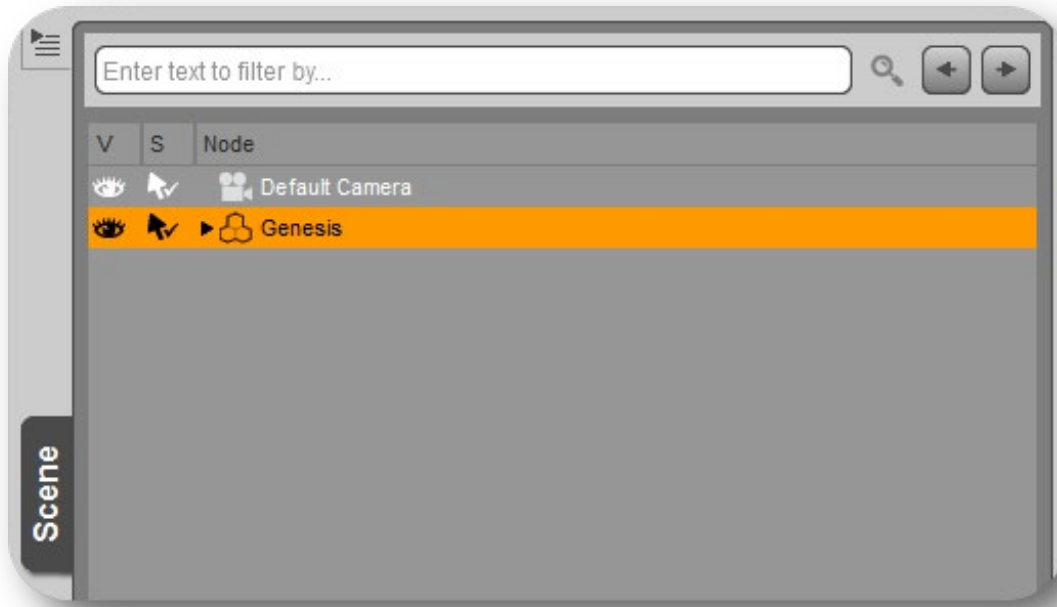 Enter text to filter by...
V S Node
Default Camera
Genesis
Scene